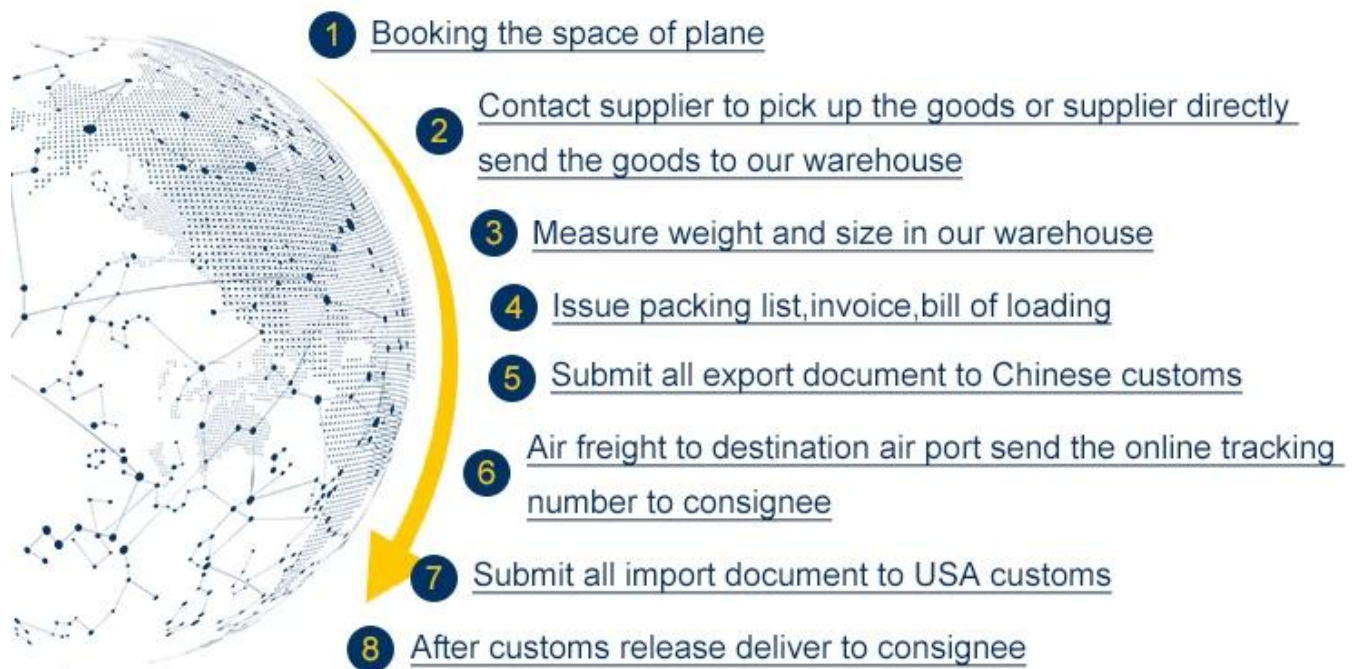 1 Booking the space of plane
2 Contact supplier to pick up the goods or supplier directly
send the goods to our warehouse
3 Measure weight and size in our warehouse
4 Issue packing list,invoice,bill of loading
5 Submit all export document to Chinese customs
6 Air freight to destination air port send the online tracking
number to consignee
7 Submit all import document to USA customs
8 After customs release deliver to consignee